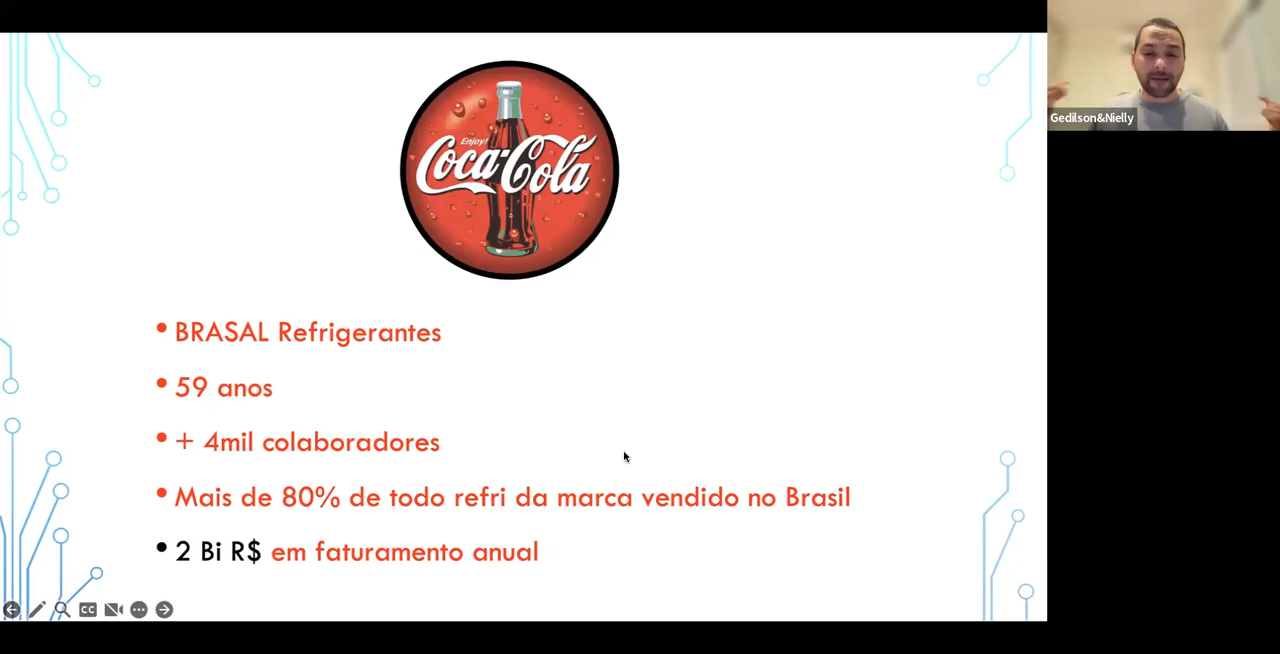 Enjoy!
Coca-Cola
Gedilson&Nielly
• BRASAL Refrigerantes
• 59 anos
• + 4mil colaboradores
• Mais de 80% de todo refri da marca vendido no Brasil
• 2 Bi R$ em faturamento anual
CC